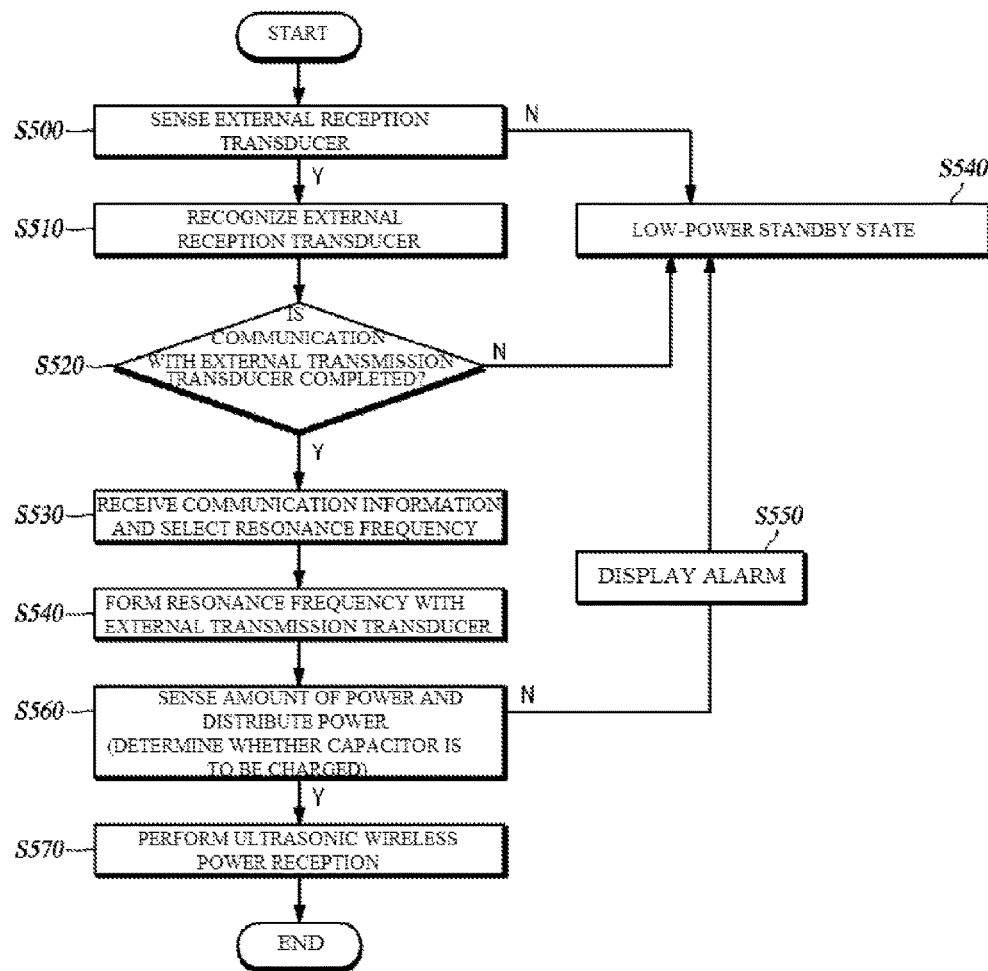 START
S500
SENSE EXTERNAL RECEPTION
TRANSDUCER
N
Y
S510
RECOGNIZE EXTERNAL
RECEPTION TRANSDUCER
S540
LOW-POWER STANDBY STATE
S520
IS
COMMUNICATION
WITH EXTERNAL TRANSMISSION
TRANSDUCER COMPLETED?
N
Y
S530
RECEIVE COMMUNICATION INFORMATION
AND SELECT RESONANCE FREQUENCY
S550
DISPLAY ALARM
S540
FORM RESONANCE FREQUENCY WITH
EXTERNAL TRANSMISSION TRANSDUCER
S560
SENSE AMOUNT OF POWER AND
DISTRIBUTE POWER
(DETERMINE WHETHER CAPACITOR IS
TO BE CHARGED)
N
Y
S570
PERFORM ULTRASONIC WIRELESS
POWER RECEPTION
END